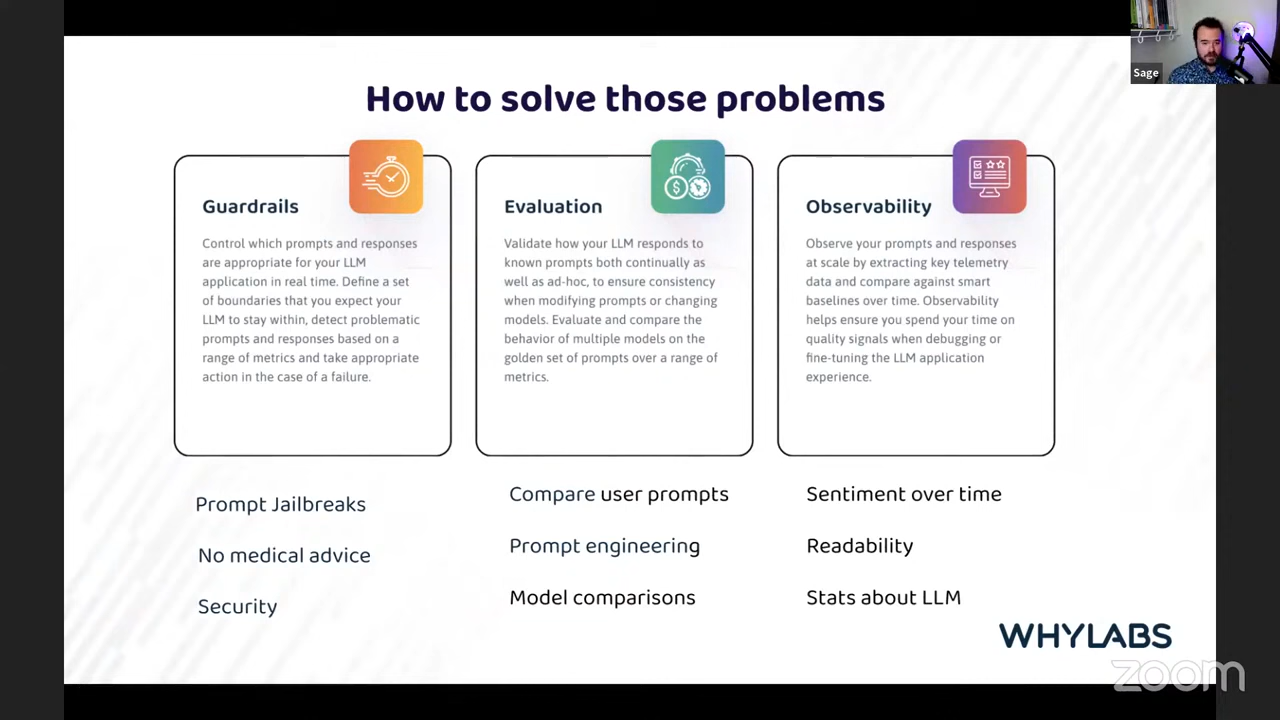 Sage
How to solve those problems
Guardrails
Control which prompts and responses
are appropriate for your LLM
application in real time. Define a set
of boundaries that you expect your
LLM to stay within, detect problematic
prompts and responses based on a
range of metrics and take appropriate
action in the case of a failure.
Evaluation
Validate how your LLM responds to
known prompts both continually as
well as ad-hoc, to ensure consistency
when modifying prompts or changing
models. Evaluate and compare the
behavior of multiple models on the
golden set of prompts over a range of
metrics.
Observability
Observe your prompts and responses
at scale by extracting key telemetry
data and compare against smart
baselines over time. Observability
helps ensure you spend your time on
quality signals when debugging or
fine-tuning the LLM application
experience.
Prompt Jailbreaks
No medical advice
Security
Compare user prompts
Prompt engineering
Model comparisons
Sentiment over time
Readability
Stats about LLM
WHYLABS
zoom